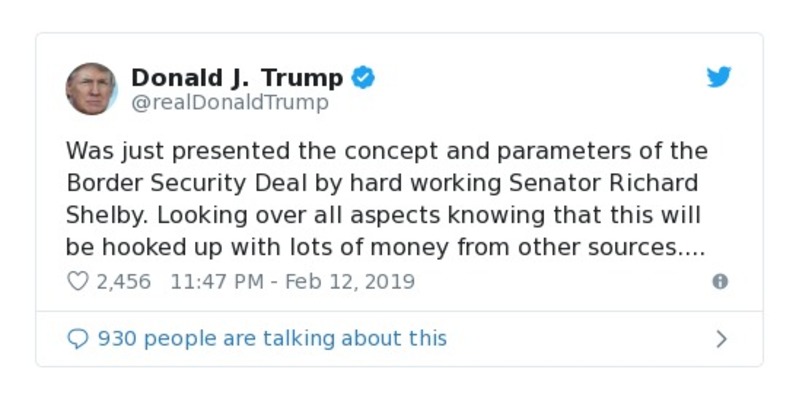 Donald J. Trump
@realDonaldTrump
Was just presented the concept and parameters of the
Border Security Deal by hard working Senator Richard
Shelby. Looking over all aspects knowing that this will
be hooked up with lots of money from other sources....
2,456 11:47 PM - Feb 12, 2019
930 people are talking about this